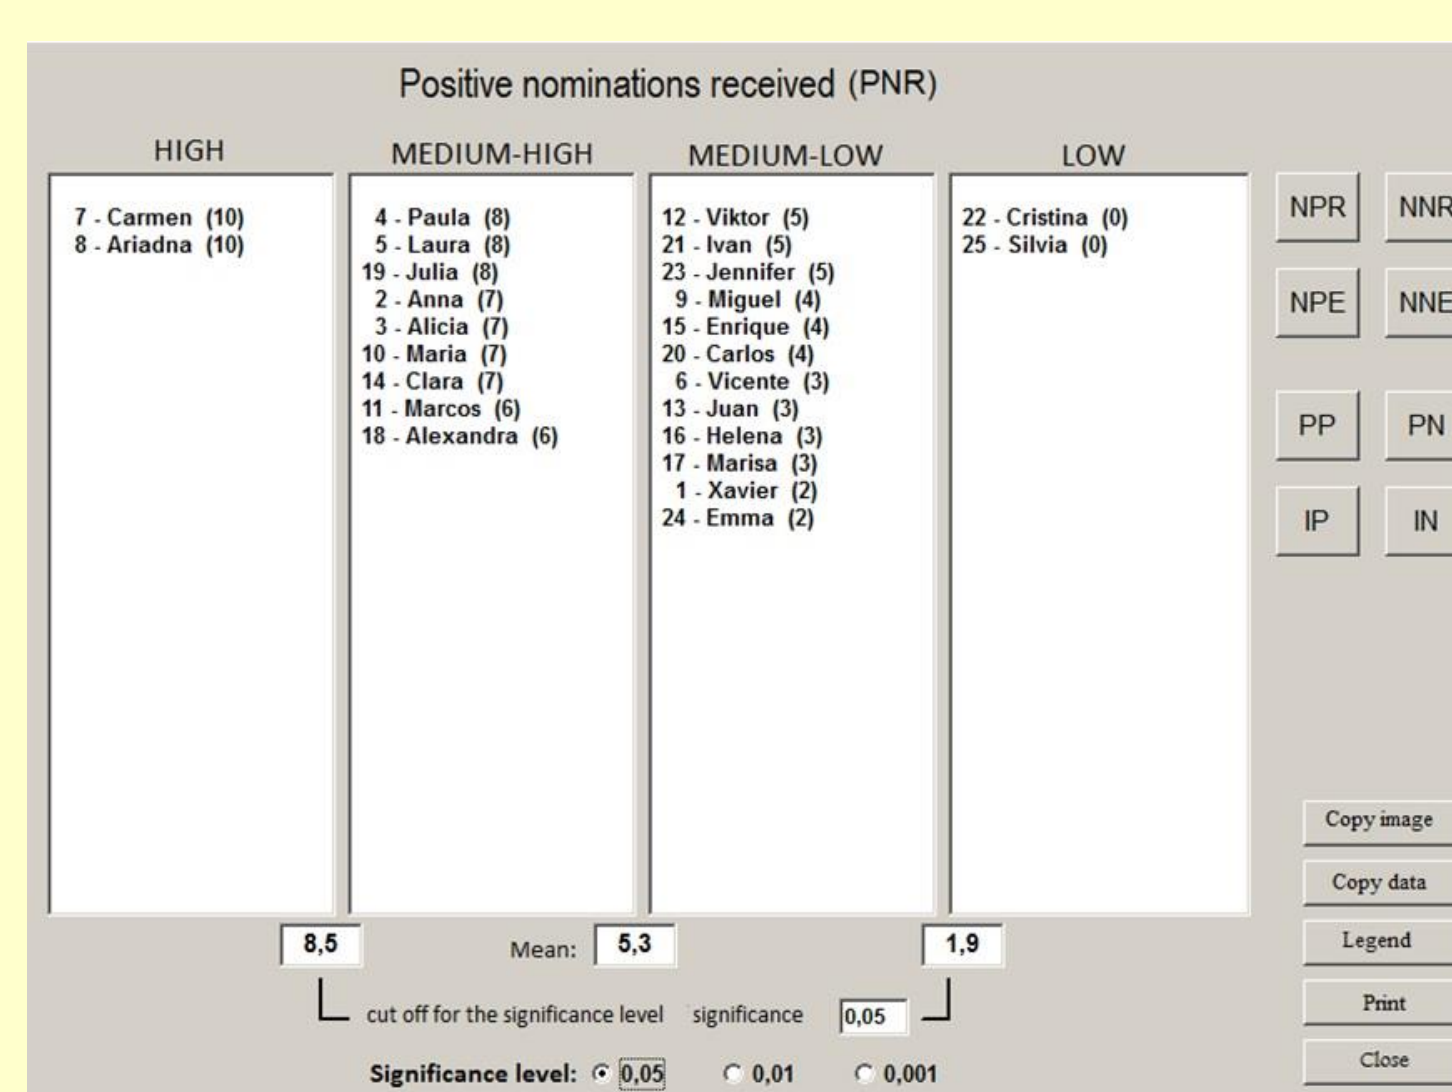 Positive nominations received (PNR)
HIGH
7 - Carmen (10)
8 - Ariadna (10)
MEDIUM-HIGH
4 - Paula (8)
5 - Laura (8)
19 - Julia (8)
2 - Anna (7)
3 - Alicia (7)
10 - Maria (7)
14 - Clara (7)
11 - Marcos (6)
18 - Alexandra (6)
MEDIUM-LOW
12 - Viktor (5)
21 - Ivan (5)
23 - Jennifer (5)
9 - Miguel (4)
15 - Enrique (4)
20 - Carlos (4)
6 - Vicente (3)
13 - Juan (3)
16 - Helena (3)
17 - Marisa (3)
1 - Xavier (2)
24 - Emma (2)
LOW
22 - Cristina (0)
25 - Silvia (0)
NPR NNR
NPE NNE
PP PN
IP IN
Copy image
Copy data
Legend
Print
Close
8,5 Mean: 5,3 1,9
cut off for the significance level significance 0,05
Significance level: 0,05 0,01 0,001